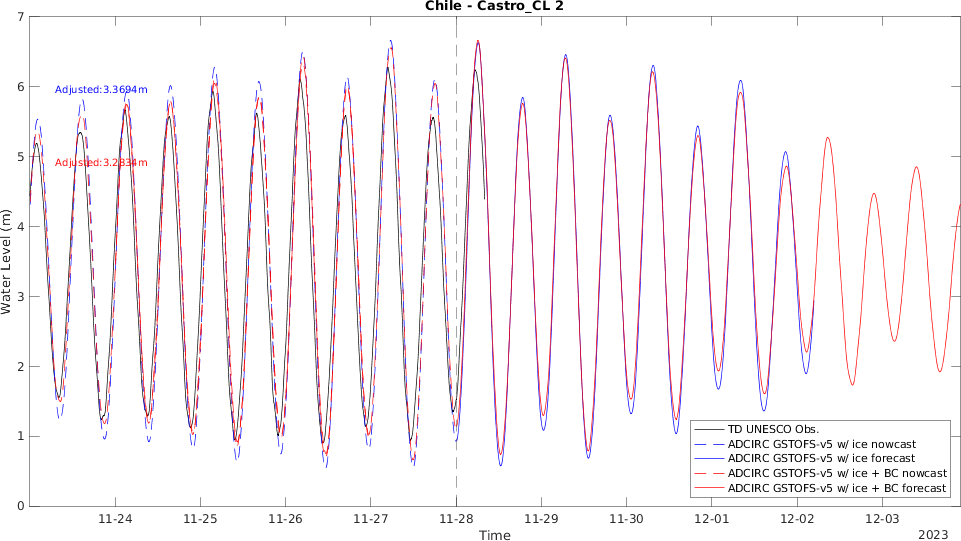 Chile - Castro_CL 2
7
6
5
4
3
2
1
0
Water Level (m)
Adjusted:3.3694m
Adjusted:3.2834m
TD UNESCO Obs.
ADCIRC GSTOFS-v5 w/ ice nowcast
ADCIRC GSTOFS-v5 w/ ice forecast
ADCIRC GSTOFS-v5 w/ ice + BC nowcast
ADCIRC GSTOFS-v5 w/ ice + BC forecast
11-24 11-25 11-26 11-27 11-28 11-29 11-30 12-01 12-02 12-03
Time
2023